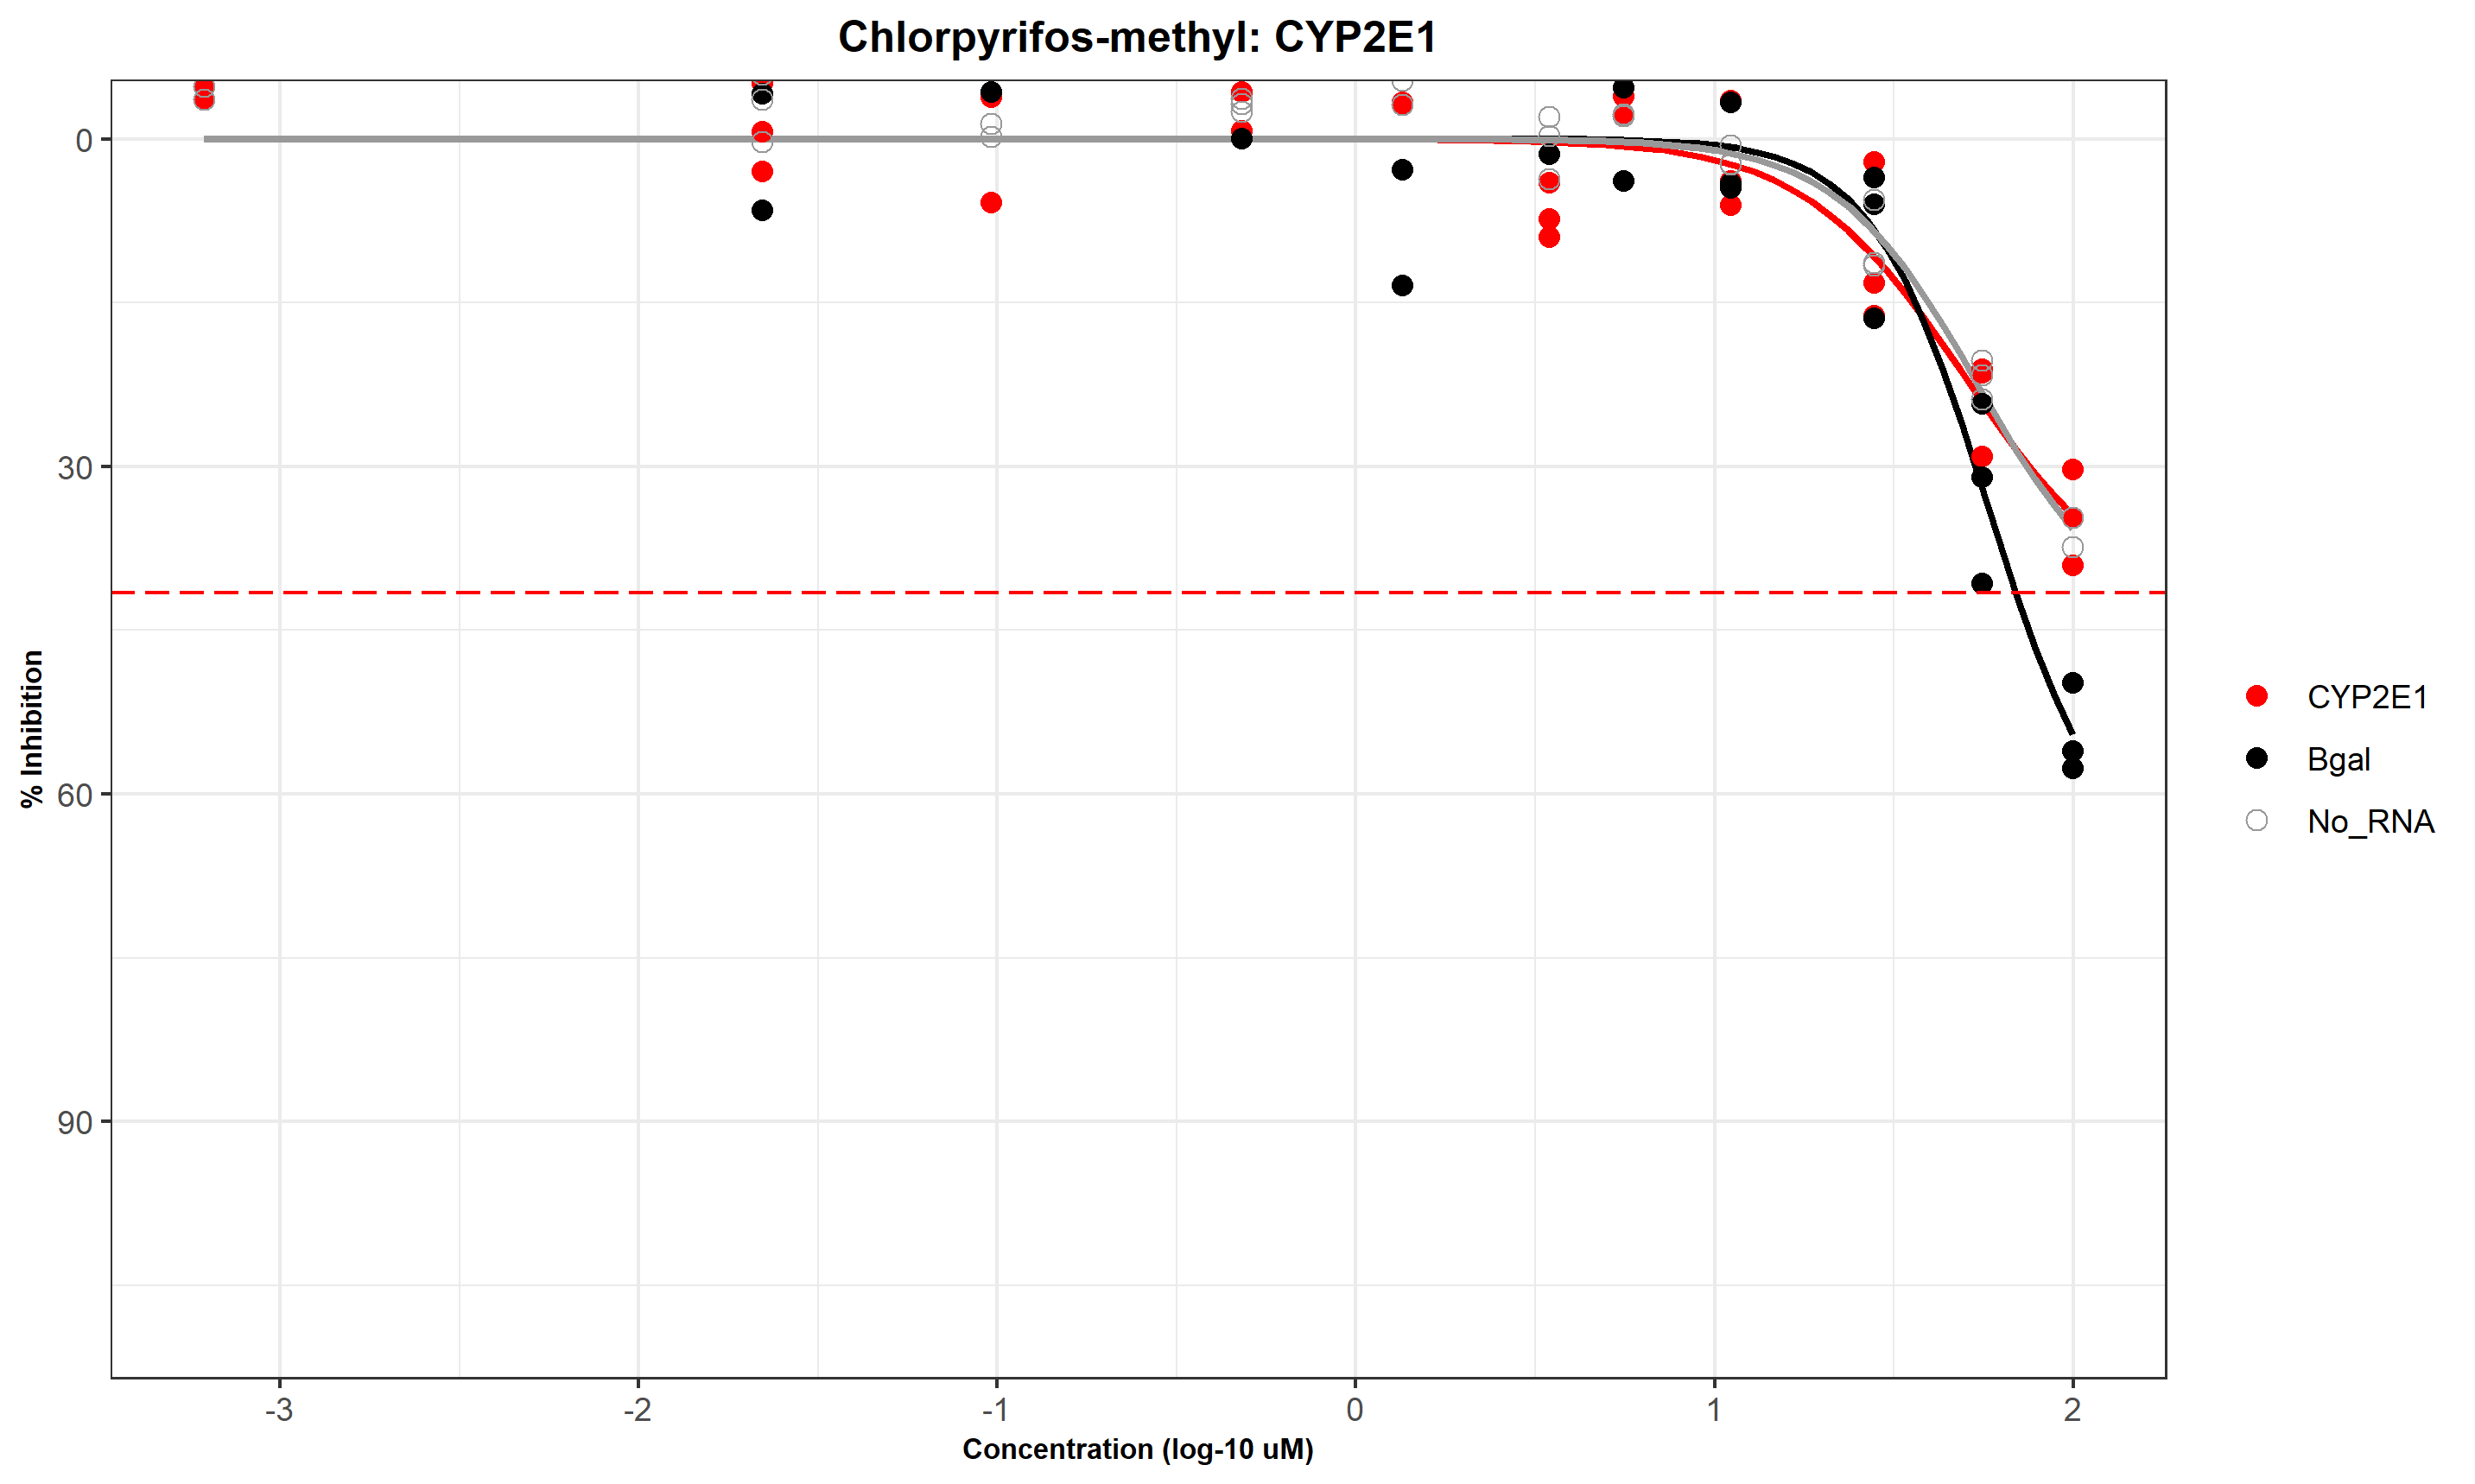 Chlorpyrifos-methyl: CYP2E1
0
30
60
90
% Inhibition
-3
-2
-1
0
1
2
Concentration (log-10 uM)
CYP2E1
Bgal
No_RNA